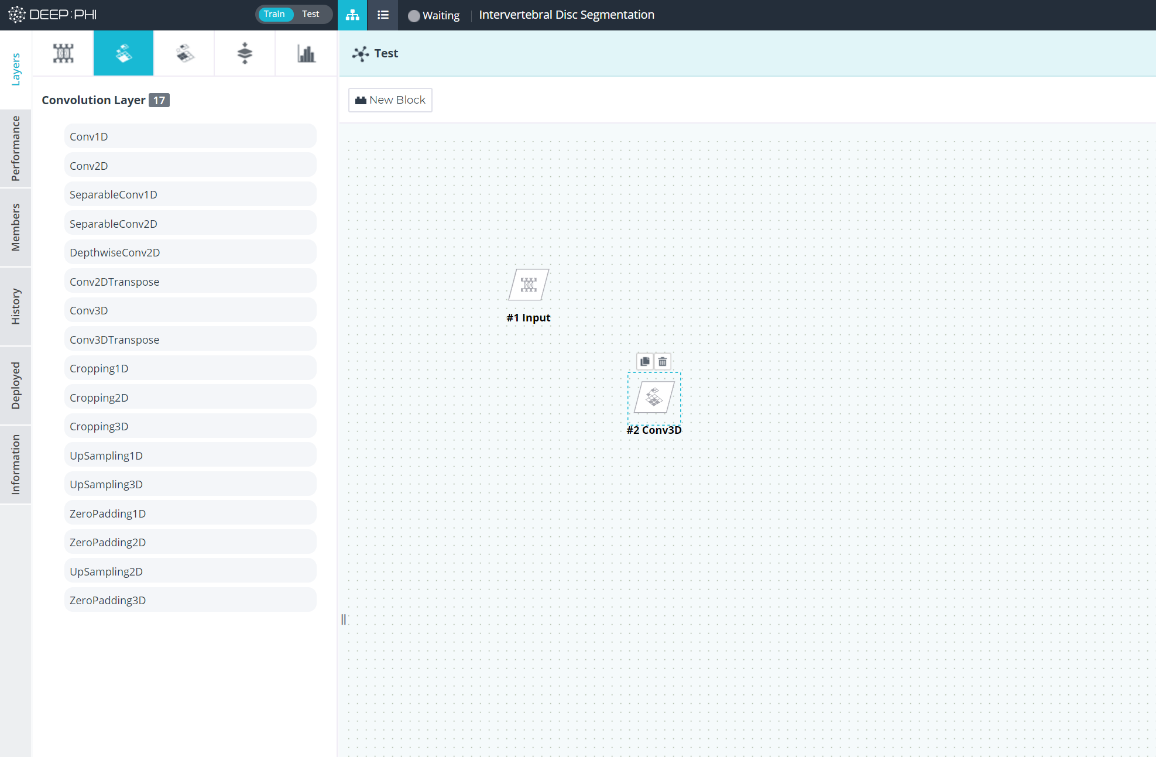 DEEP:PHI
Train Test
Waiting
Intervertebral Disc Segmentation
Layers
Performance
Members
History
Deployed
Information
Convolution Layer 17
Conv1D
Conv2D
SeparableConv1D
SeparableConv2D
DepthwiseConv2D
Conv2DTranspose
Conv3D
Conv3DTranspose
Cropping1D
Cropping2D
Cropping3D
UpSampling1D
UpSampling3D
ZeroPadding1D
ZeroPadding2D
UpSampling2D
ZeroPadding3D
Test
New Block
#1 Input
#2 Conv3D